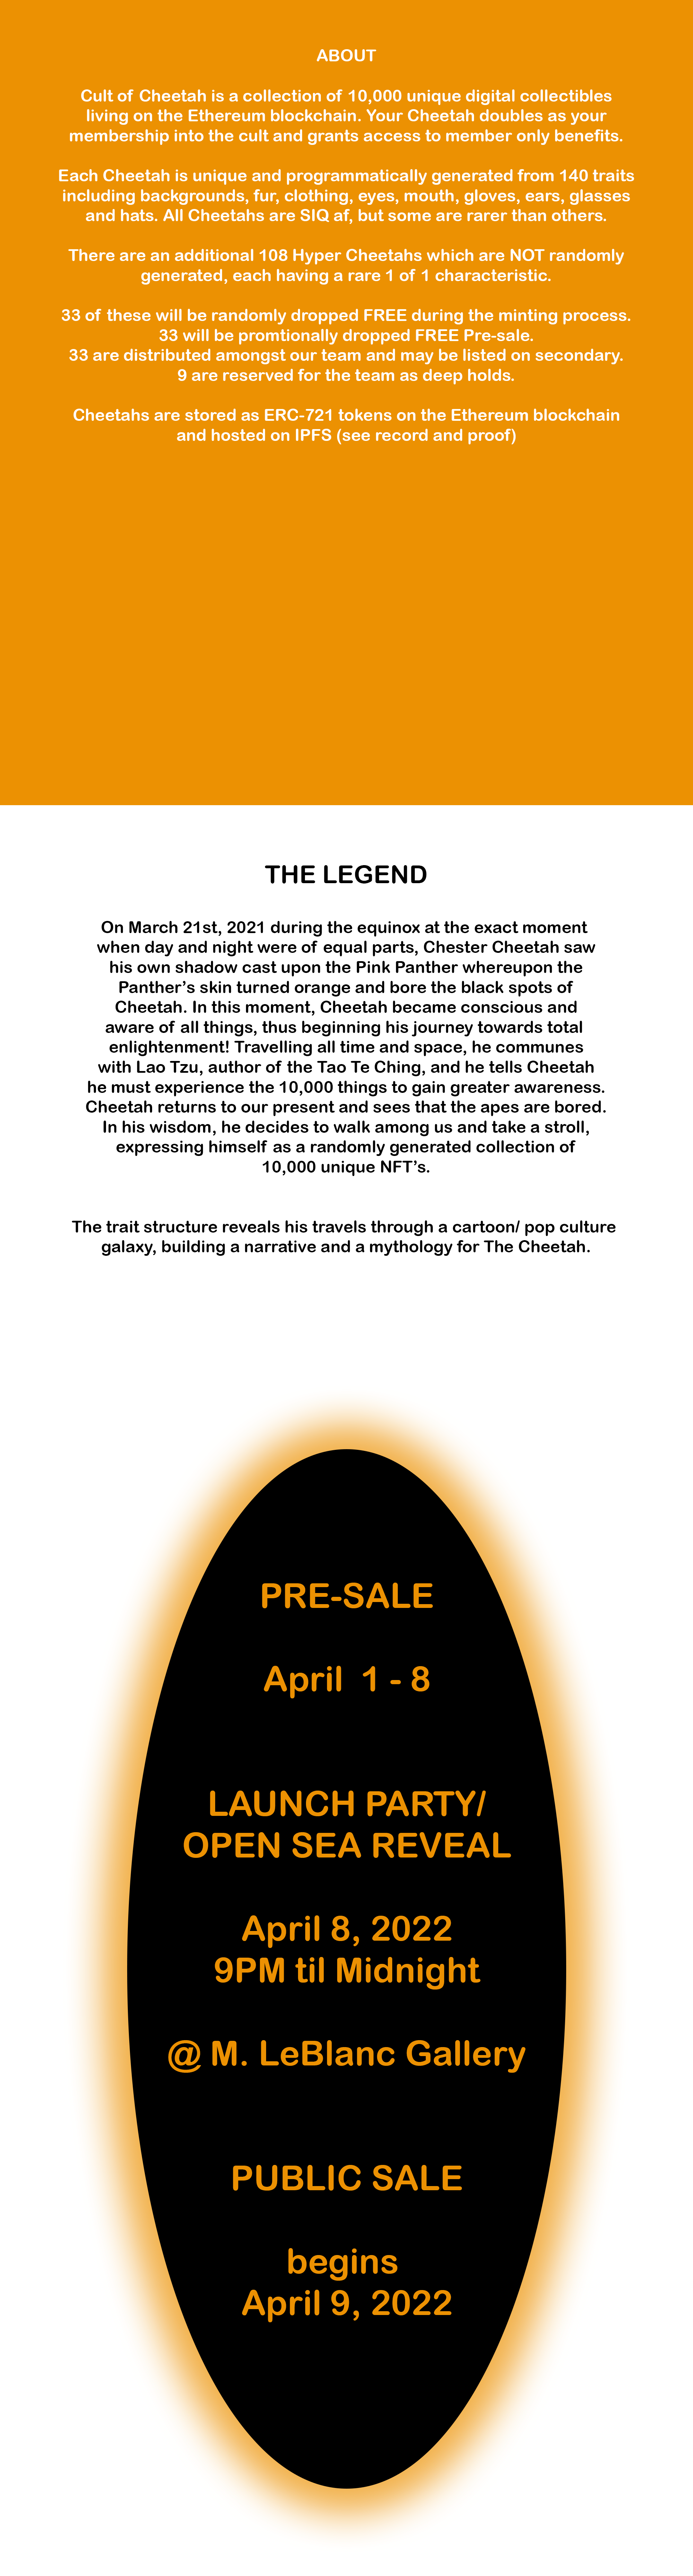 ABOUT
Cult of Cheetah is a collection of 10,000 unique digital collectibles
living on the Ethereum blockchain. Your Cheetah doubles as your
membership into the cult and grants access to member only benefits.
Each Cheetah is unique and programmatically generated from 140 traits
including backgrounds, fur, clothing, eyes, mouth, gloves, ears, glasses
and hats. All Cheetahs are SIQ af, but some are rarer than others.
There are an additional 108 Hyper Cheetahs which are NOT randomly
generated, each having a rare 1 of 1 characteristic.
33 of these will be randomly dropped FREE during the minting process.
33 will be promtionally dropped FREE Pre-sale.
33 are distributed amongst our team and may be listed on secondary.
9 are reserved for the team as deep holds.
Cheetahs are stored as ERC-721 tokens on the Ethereum blockchain
and hosted on IPFS (see record and proof)
THE LEGEND
On March 21st, 2021 during the equinox at the exact moment
when day and night were of equal parts, Chester Cheetah saw
his own shadow cast upon the Pink Panther whereupon the
Panther’s skin turned orange and bore the black spots of
Cheetah. In this moment, Cheetah became conscious and
aware of all things, thus beginning his journey towards total
enlightenment! Travelling all time and space, he communes
with Lao Tzu, author of the Tao Te Ching, and he tells Cheetah
he must experience the 10,000 things to gain greater awareness.
Cheetah returns to our present and sees that the apes are bored.
In his wisdom, he decides to walk among us and take a stroll,
expressing himself as a randomly generated collection of
10,000 unique NFT’s.
The trait structure reveals his travels through a cartoon/ pop culture
galaxy, building a narrative and a mythology for The Cheetah.
PRE-SALE
April 1 - 8
LAUNCH PARTY/
OPEN SEA REVEAL
April 8, 2022
9PM til Midnight
@ M. LeBlanc Gallery
PUBLIC SALE
begins
April 9, 2022